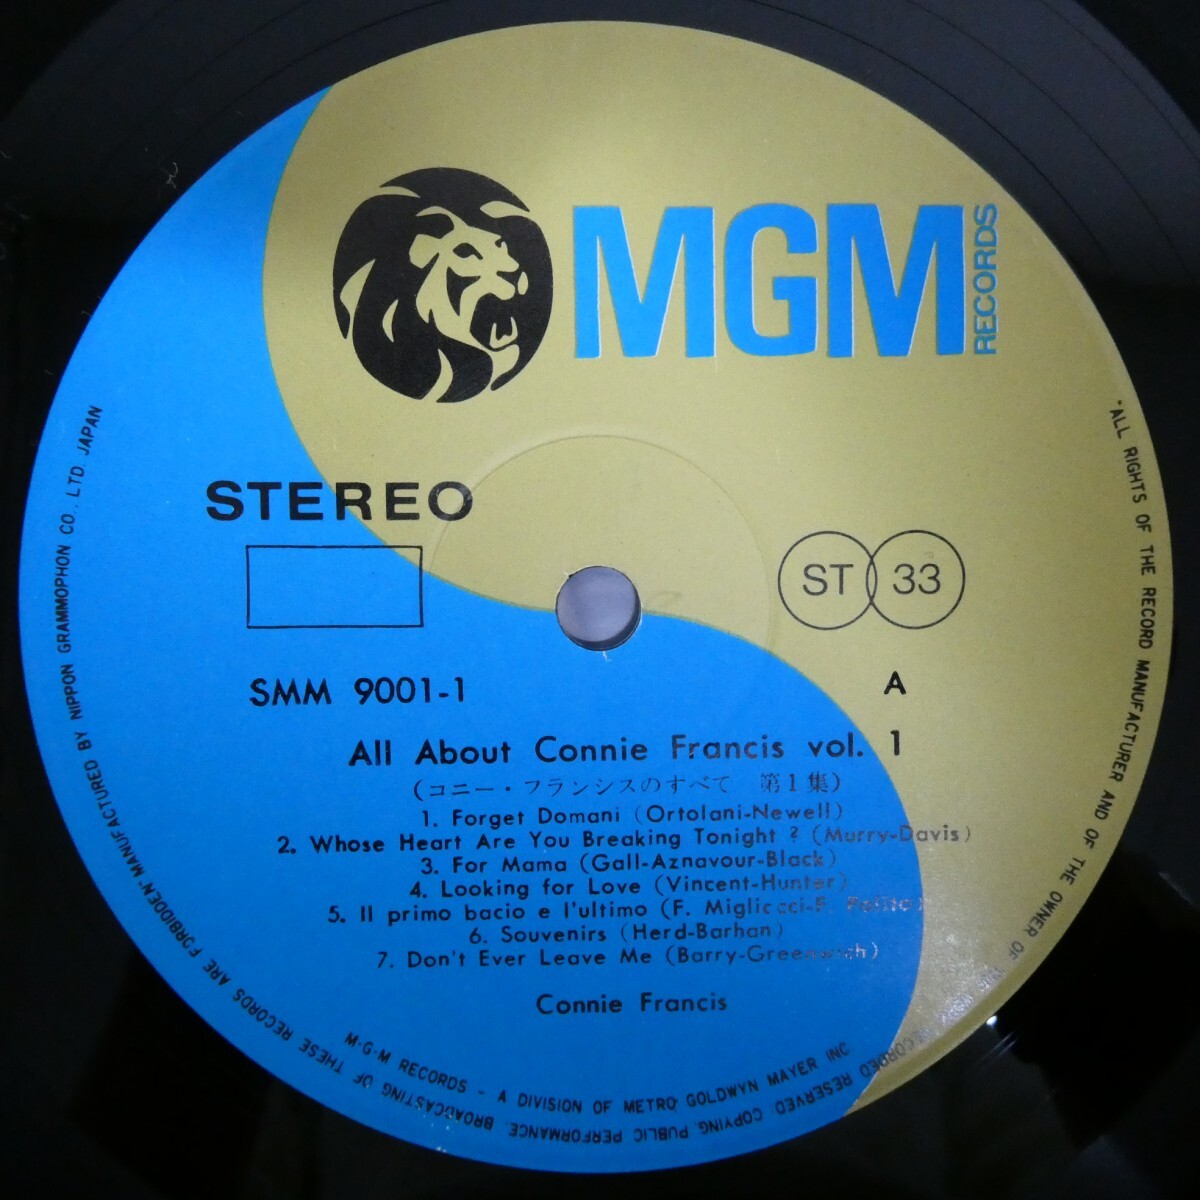 MGM RECORDS
STEREO
ST 33
SMM 9001-1
A
All About Connie Francis vol. 1
(コニー・フランシスのすべて 第1集)
1. Forget Domani (Ortolani-Newell)
2. Whose Heart Are You Breaking Tonight ? (Murry-Davis)
3. For Mama (Gall-Aznavour-Black)
4. Looking for Love (Vincent-Hunter)
5. Il primo bacio e l'ultimo (F. Migliacci-F. Polito)
6. Souvenirs (Herd-Barhan)
7. Don't Ever Leave Me (Barry-Greenwich)
Connie Francis
M-G-M RECORDS - A DIVISION OF METRO GOLDWYN MAYER INC.
"ALL RIGHTS OF THE RECORD MANUFACTURER AND OF THE OWNER OF THE RECORDED RESERVED COPYING, PUBLIC PERFORMANCE, BROADCASTING OF THESE RECORDS ARE FORBIDDEN" MANUFACTURED BY NIPPON GRAMMOPHON CO., LTD. JAPAN